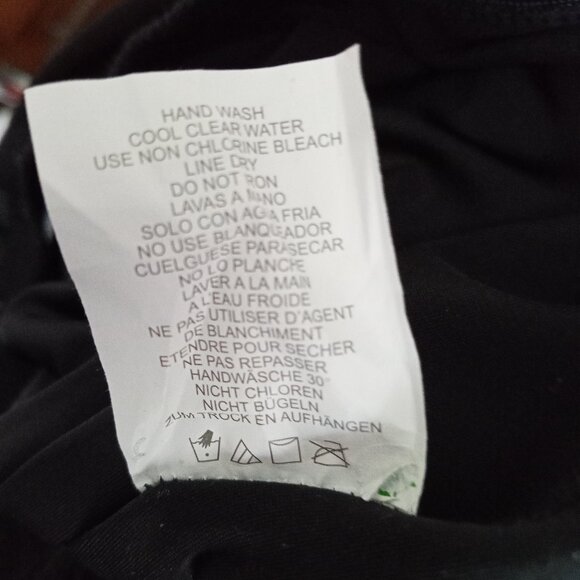 HAND WASH
COOL CLEAR WATER
USE NON CHLORINE BLEACH
LINE DRY
DO NOT IRON
LAVAS A MANO
SOLO CON AGUA FRIA
NO USE BLANQUEADOR
CUELGUESE PARA SECAR
NO LO PLANCHE
LAVER A LA MAIN
A L'EAU FROIDE
NE PAS UTILISER D'AGENT
DE BLANCHIMENT
ETENDRE POUR SECHER
NE PAS REPASSER
HANDWÄSCHE 30°
NICHT CHLOREN
NICHT BÜGELN
ZUM TROCKEN AUFHÄNGEN